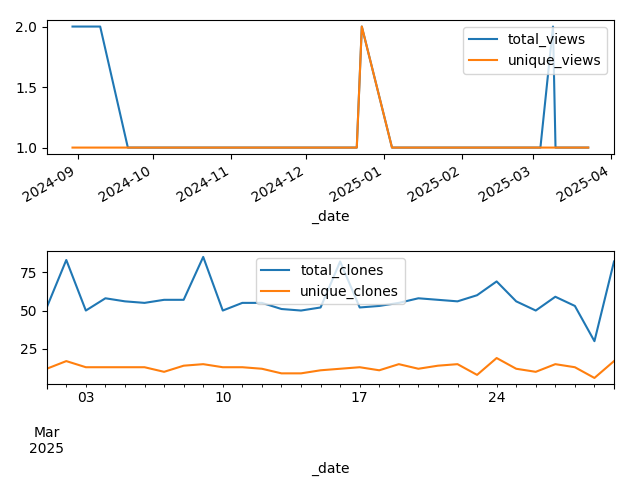 2.0
1.5
1.0
total_views
unique_views
2024-09
2024-10
2024-11
2024-12
2025-01
2025-02
2025-03
2025-04
_date
75
50
25
total_clones
unique_clones
03
10
17
24
Mar
2025
_date